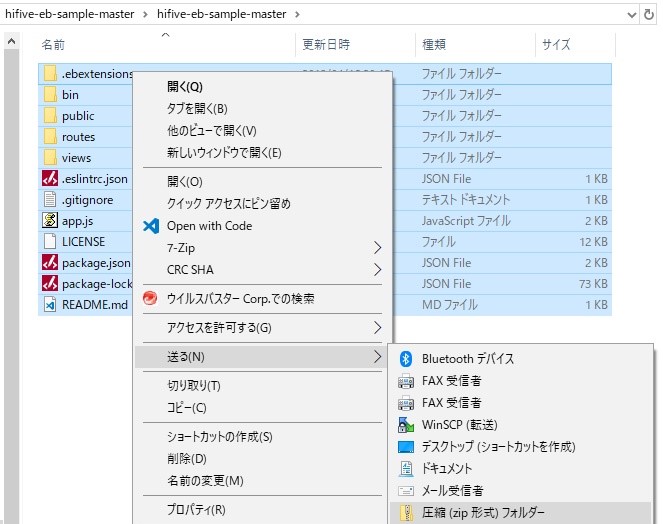 hifive-eb-sample-master > hifive-eb-sample-master >
名前 更新日時 種類 サイズ
.ebextensions ファイル フォルダー
bin ファイル フォルダー
public ファイル フォルダー
routes ファイル フォルダー
views ファイル フォルダー
.eslintrc.json JSON File 1 KB
.gitignore テキスト ドキュメント 1 KB
app.js JavaScript ファイル 2 KB
LICENSE ファイル 12 KB
package.json JSON File 2 KB
package-lock JSON File 73 KB
README.md MD ファイル 1 KB
開く(Q)
タブを開く(B)
他のビューで開く(V)
新しいウィンドウで開く(E)
開く(O)
クイック アクセスにピン留め
Open with Code
7-Zip
CRC SHA
ウイルスバスター Corp.での検索
アクセスを許可する(G)
送る(N)
切り取り(T)
コピー(C)
ショートカットの作成(S)
削除(D)
名前の変更(M)
プロパティ(R)
Bluetooth デバイス
FAX 受信者
FAX 受信者
WinSCP (転送)
デスクトップ (ショートカットを作成)
ドキュメント
メール受信者
圧縮 (zip 形式) フォルダー